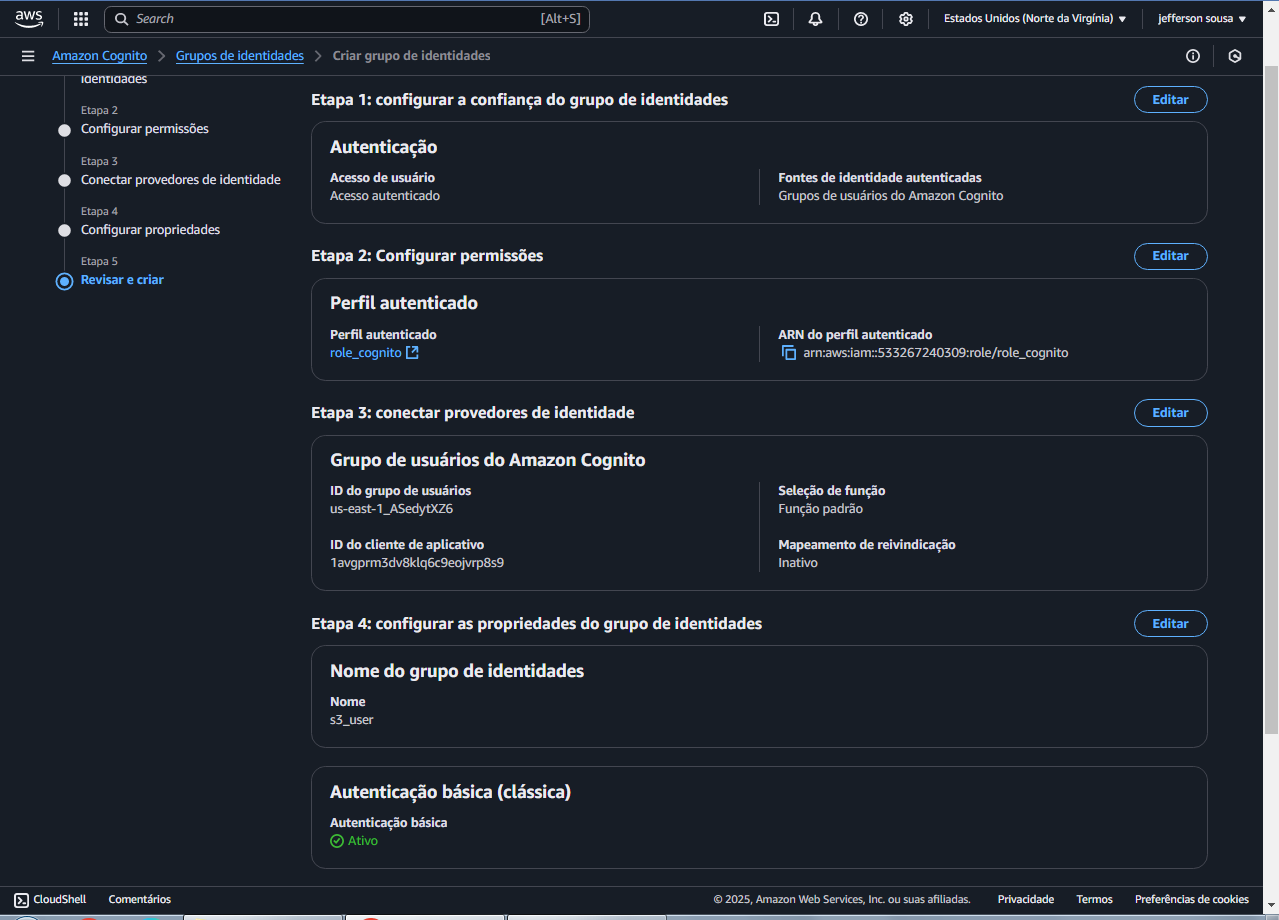 aws
Search [Alt+S]
Estados Unidos (Norte da Virgínia)
jefferson sousa
Amazon Cognito
Grupos de identidades
Criar grupo de identidades
identidades
Etapa 2
Configurar permissões
Etapa 3
Conectar provedores de identidade
Etapa 4
Configurar propriedades
Etapa 5
Revisar e criar
Etapa 1: configurar a confiança do grupo de identidades
Editar
Autenticação
Acesso de usuário
Acesso autenticado
Fontes de identidade autenticadas
Grupos de usuários do Amazon Cognito
Etapa 2: Configurar permissões
Editar
Perfil autenticado
Perfil autenticado
role_cognito
ARN do perfil autenticado
arn:aws:iam::533267240309:role/role_cognito
Etapa 3: conectar provedores de identidade
Editar
Grupo de usuários do Amazon Cognito
ID do grupo de usuários
us-east-1_ASedytXZ6
Seleção de função
Função padrão
ID do cliente de aplicativo
1avgprm3dv8klq6c9eojvrp8s9
Mapeamento de reivindicação
Inativo
Etapa 4: configurar as propriedades do grupo de identidades
Editar
Nome do grupo de identidades
Nome
s3_user
Autenticação básica (clássica)
Autenticação básica
Ativo
CloudShell
Comentários
© 2025, Amazon Web Services, Inc. ou suas afiliadas.
Privacidade
Termos
Preferências de cookies